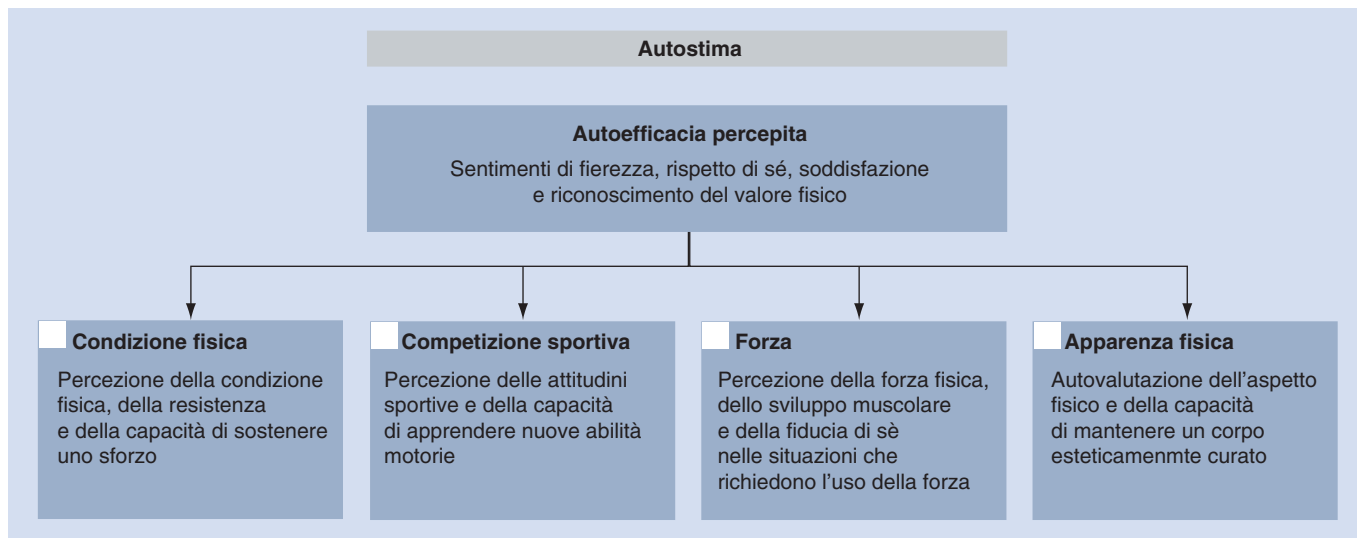 Autostima
Autoefficacia percepita
Sentimenti di fierezza, rispetto di sé, soddisfazione
e riconoscimento del valore fisico
Condizione fisica
Percezione della condizione
fisica, della resistenza
e della capacità di sostenere
uno sforzo
Competizione sportiva
Percezione delle attitudini
sportive e della capacità
di apprendere nuove abilità
motorie
Forza
Percezione della forza fisica,
dello sviluppo muscolare
e della fiducia di sè
nelle situazioni che
richiedono l'uso della forza
Apparenza fisica
Autovalutazione dell'aspetto
fisico e della capacità
di mantenere un corpo
esteticamenmte curato